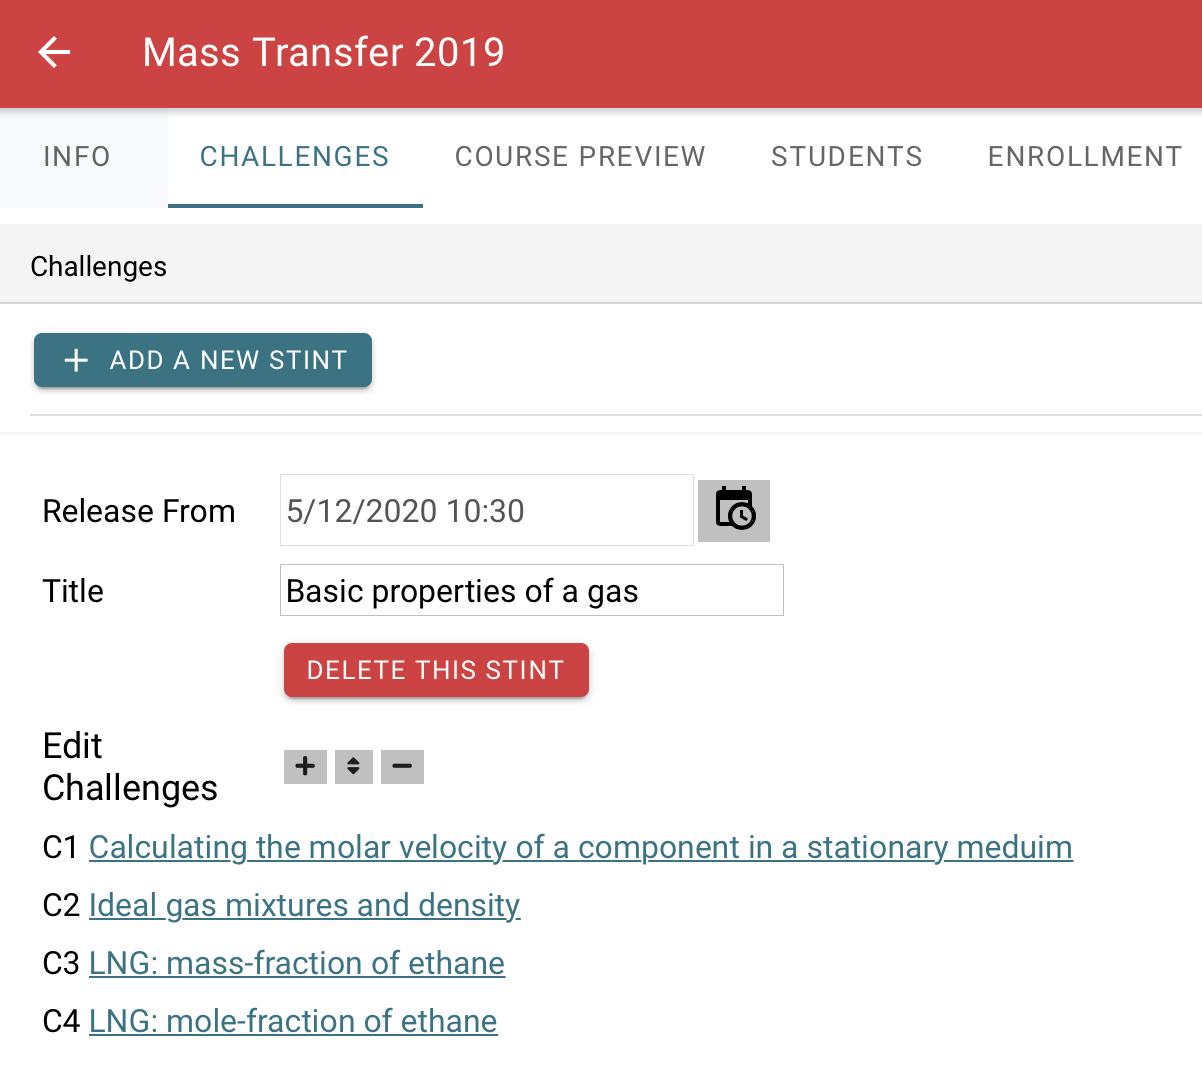 Mass Transfer 2019
INFO CHALLENGES COURSE PREVIEW STUDENTS ENROLLMENT
Challenges
+ ADD A NEW STINT
Release From 5/12/2020 10:30
Title Basic properties of a gas
DELETE THIS STINT
Edit
Challenges
C1 Calculating the molar velocity of a component in a stationary meduim
C2 Ideal gas mixtures and density
C3 LNG: mass-fraction of ethane
C4 LNG: mole-fraction of ethane